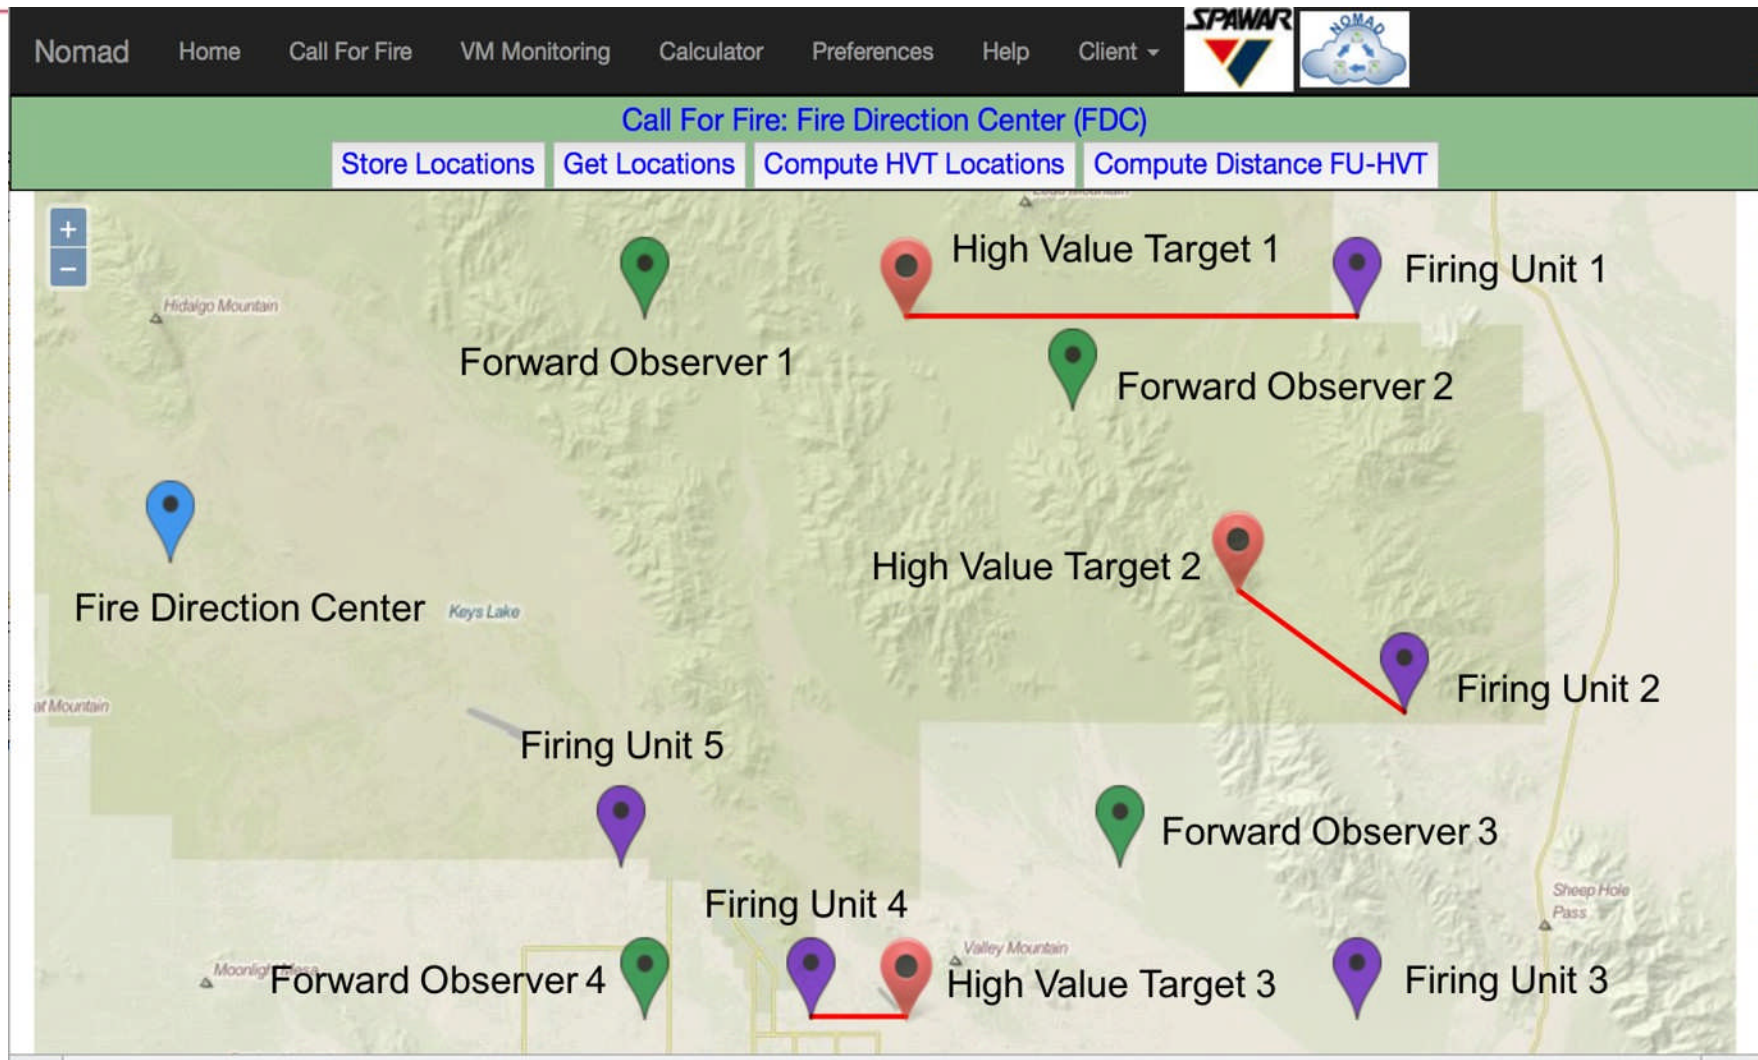 Nomad Home Call For Fire VM Monitoring Calculator Preferences Help Client SPAWAR NOMAD
Call For Fire: Fire Direction Center (FDC)
Store Locations Get Locations Compute HVT Locations Compute Distance FU-HVT
+
−
High Value Target 1
Firing Unit 1
Hidalgo Mountain
Forward Observer 1
Forward Observer 2
High Value Target 2
Fire Direction Center
Keys Lake
Firing Unit 2
at Mountain
Firing Unit 5
Forward Observer 3
Firing Unit 4
Sheep Hole
Pass
Valley Mountain
Forward Observer 4
High Value Target 3
Firing Unit 3